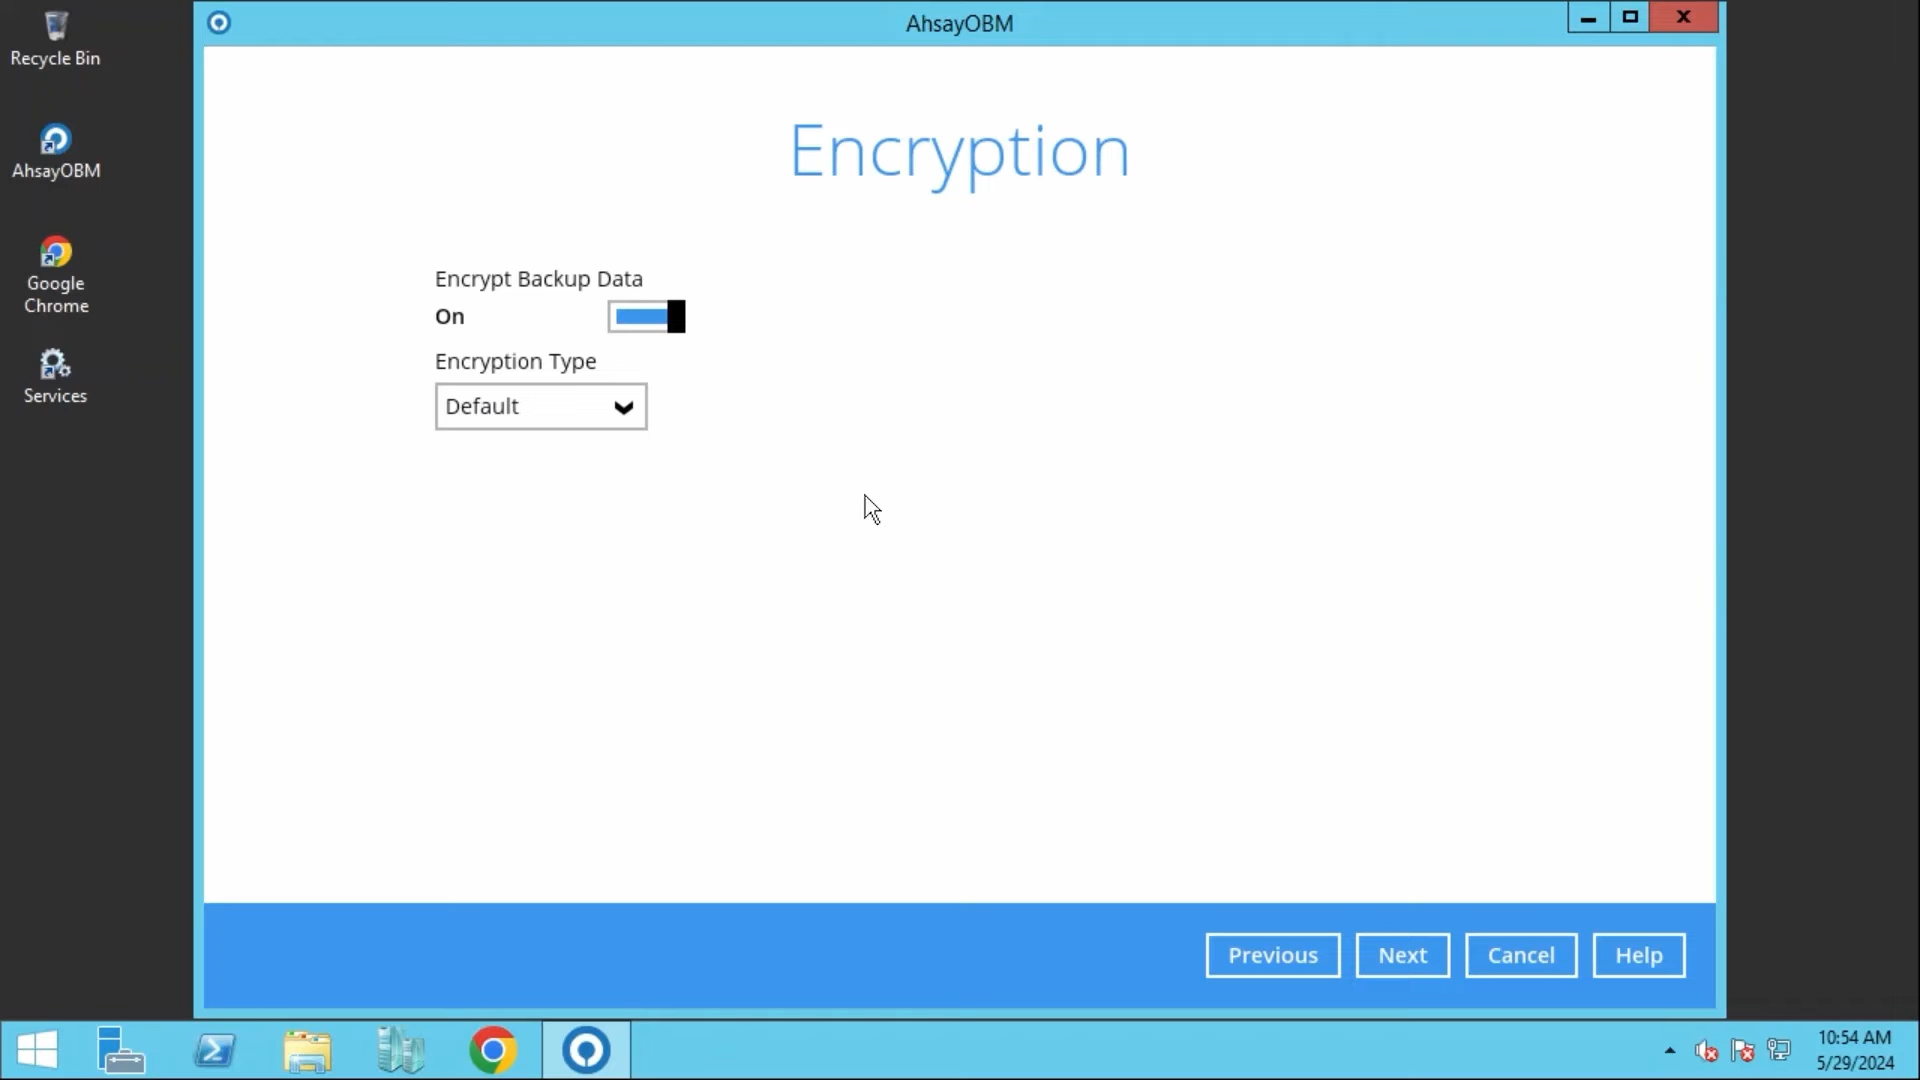 AhsayOBM
Recycle Bin
AhsayOBM
Google
Chrome
Services
Encryption
Encrypt Backup Data
On
Encryption Type
Default
Previous
Next
Cancel
Help
10:54 AM
5/29/2024